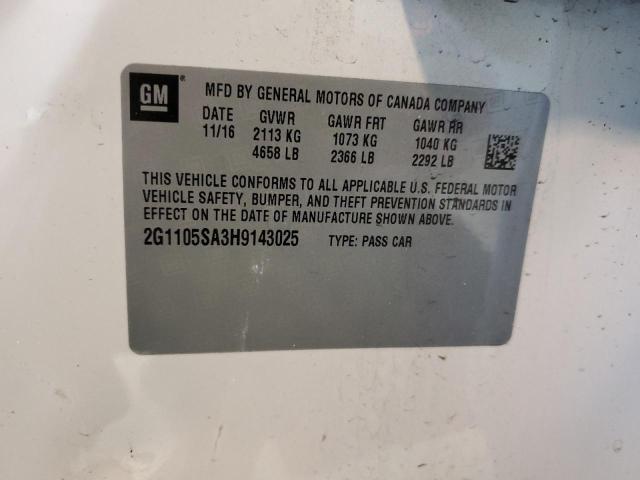 GM ®
MFD BY GENERAL MOTORS OF CANADA COMPANY
DATE GVWR GAWR FRT GAWR RR
11/16 2113 KG 1073 KG 1040 KG
4658 LB 2366 LB 2292 LB
THIS VEHICLE CONFORMS TO ALL APPLICABLE U.S. FEDERAL MOTOR
VEHICLE SAFETY, BUMPER, AND THEFT PREVENTION STANDARDS IN
EFFECT ON THE DATE OF MANUFACTURE SHOWN ABOVE.
2G1105SA3H9143025 TYPE: PASS CAR